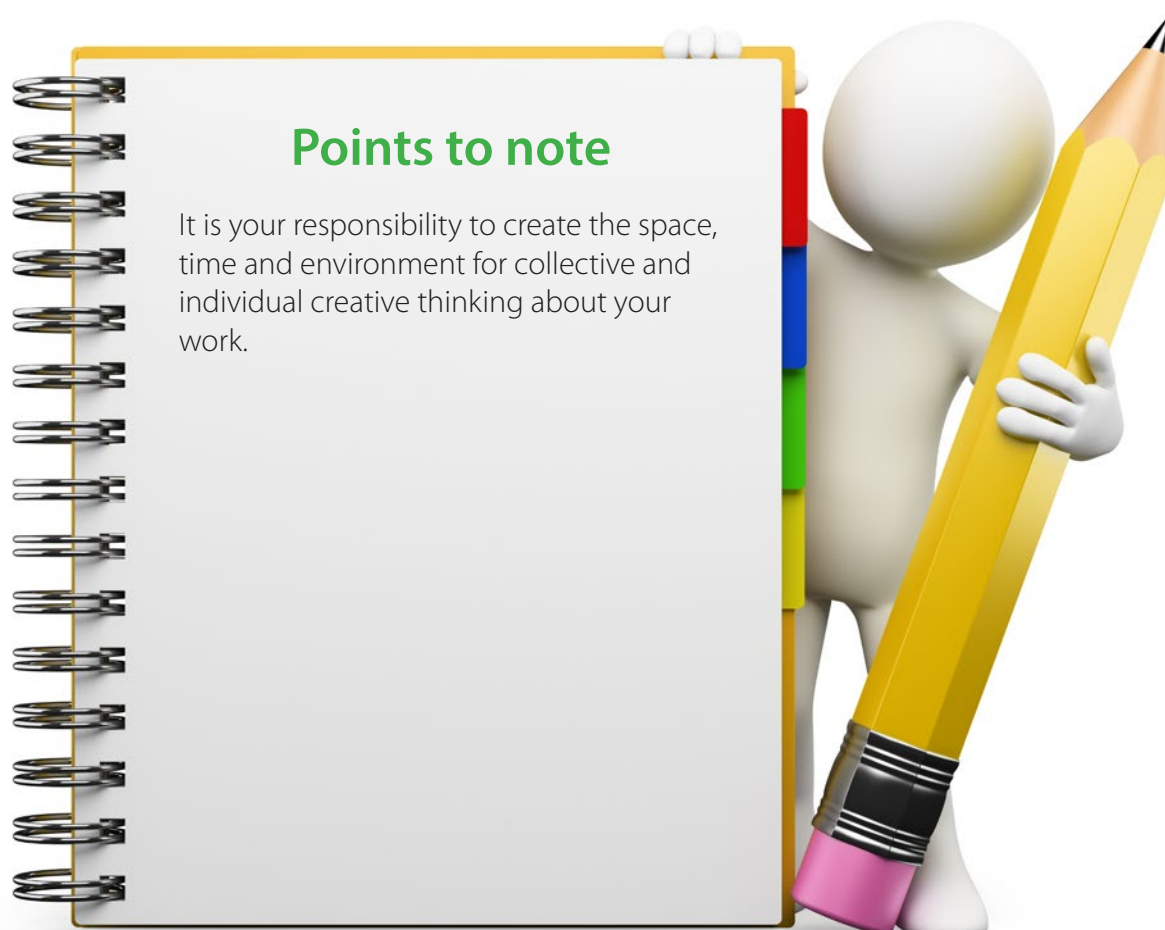 Points to note
It is your responsibility to create the space,
time and environment for collective and
individual creative thinking about your
work.